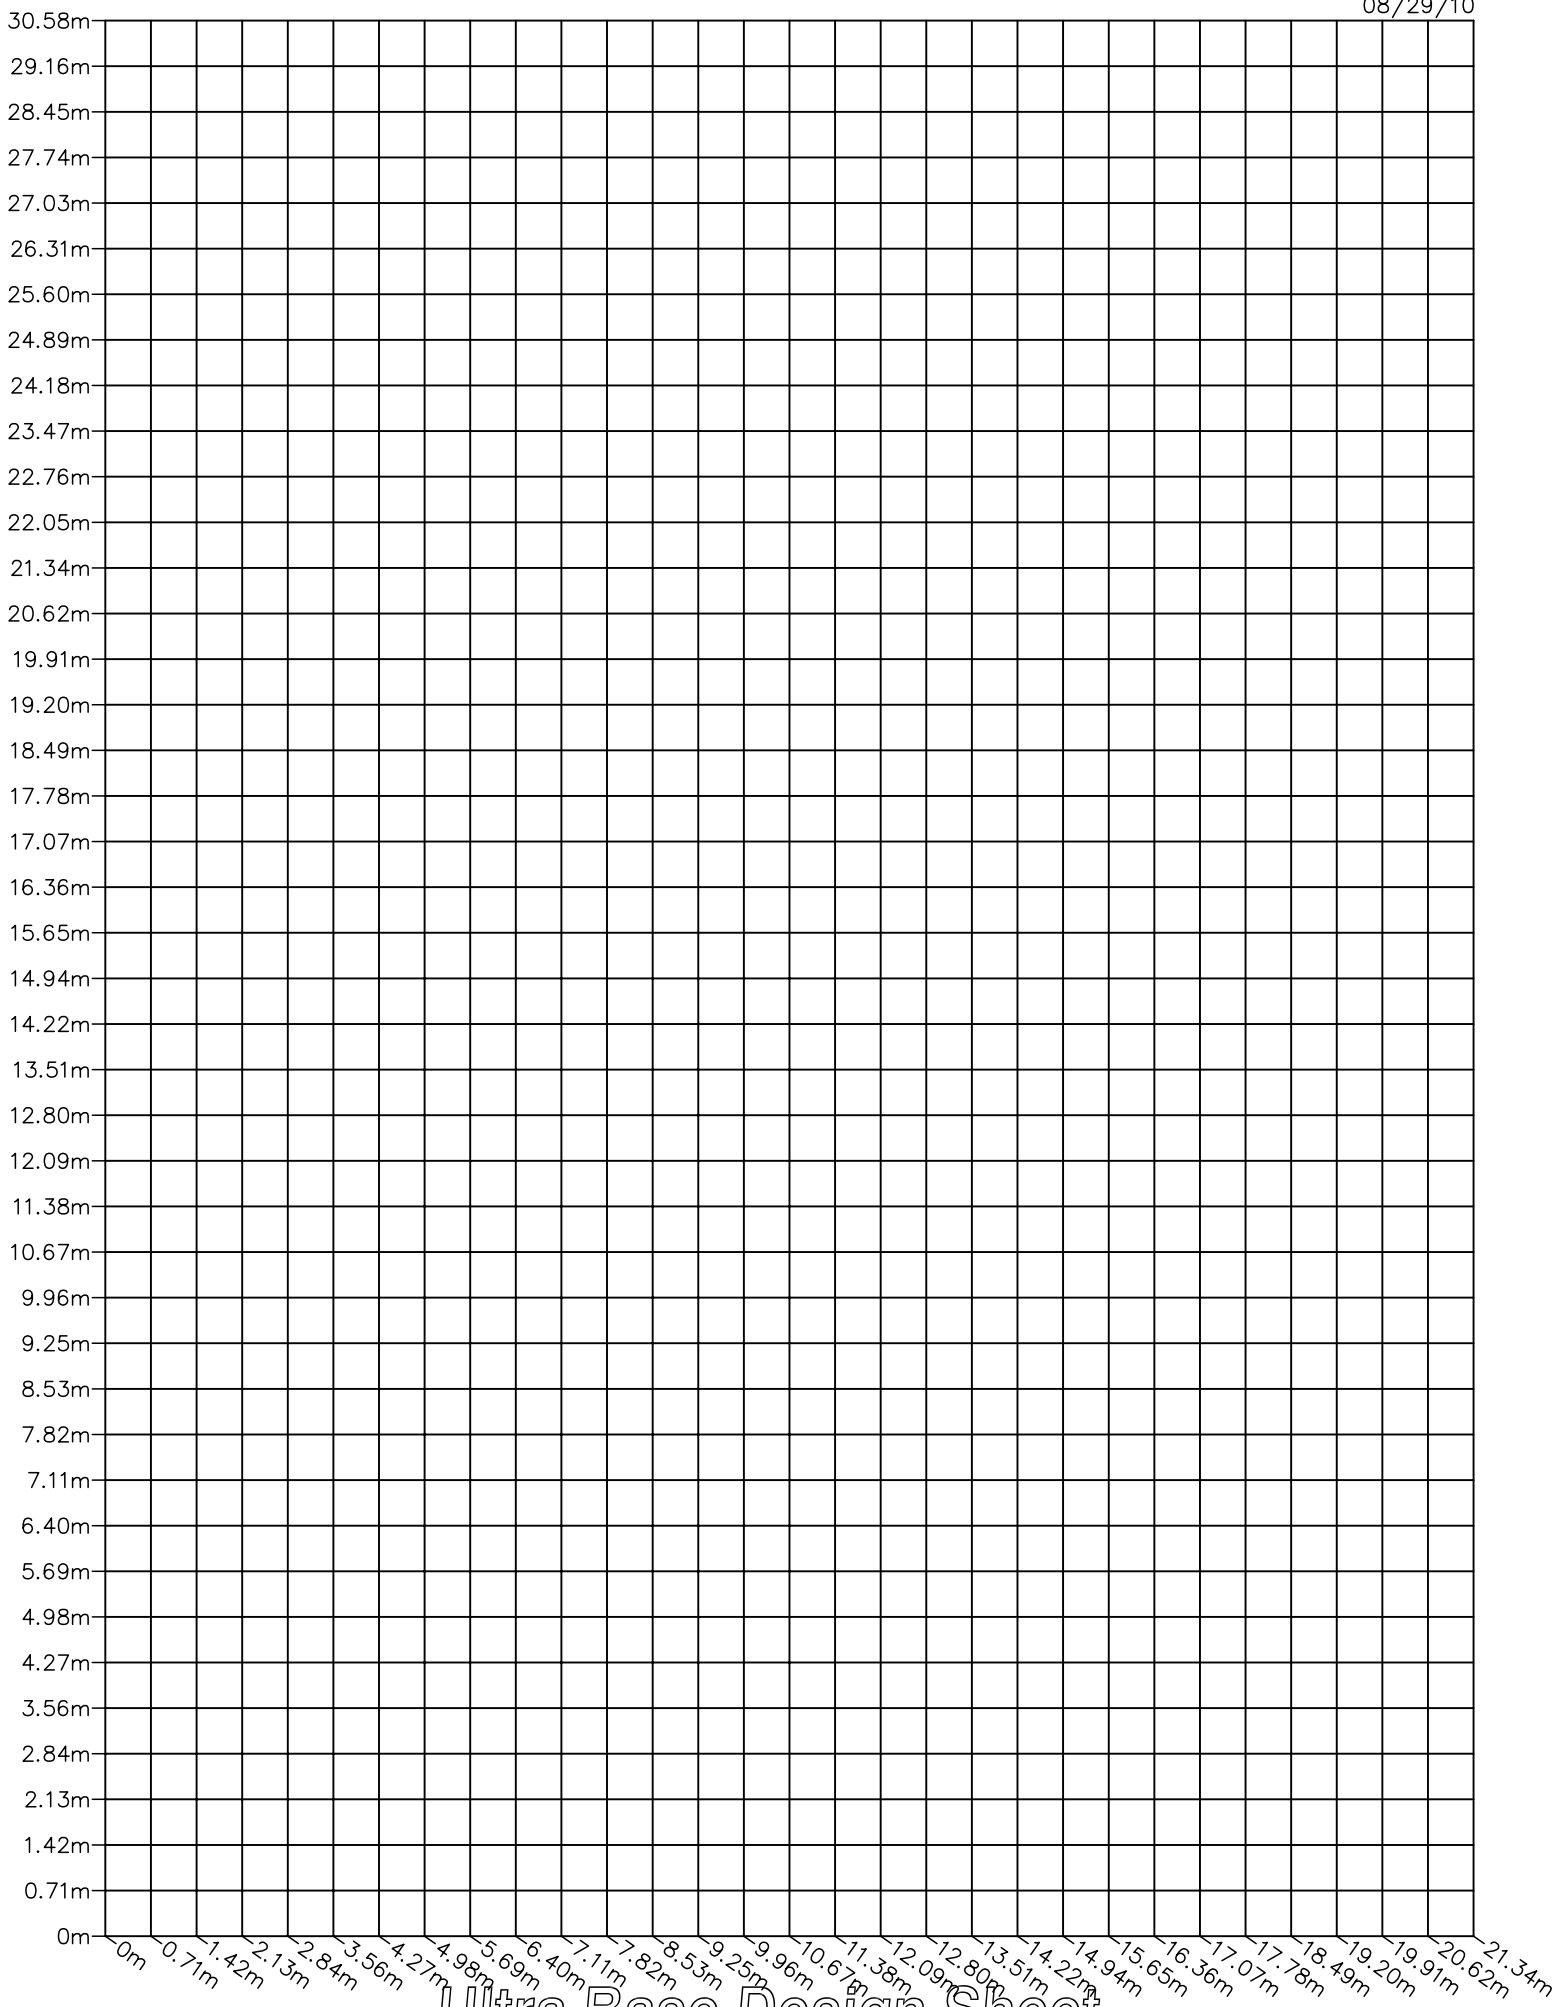 08/29/10
30.58m
29.16m
28.45m
27.74m
27.03m
26.31m
25.60m
24.89m
24.18m
23.47m
22.76m
22.05m
21.34m
20.62m
19.91m
19.20m
18.49m
17.78m
17.07m
16.36m
15.65m
14.94m
14.22m
13.51m
12.80m
12.09m
11.38m
10.67m
9.96m
9.25m
8.53m
7.82m
7.11m
6.40m
5.69m
4.98m
4.27m
3.56m
2.84m
2.13m
1.42m
0.71m
0m
0m
0.71m
1.42m
2.13m
2.84m
3.56m
4.27m
4.98m
5.69m
6.40m
7.11m
7.82m
8.53m
9.25m
9.96m
10.67m
11.38m
12.09m
12.80m
13.51m
14.22m
14.94m
15.65m
16.36m
17.07m
17.78m
18.49m
19.20m
19.91m
20.62m
21.34m
Ultra Base Design Sheet